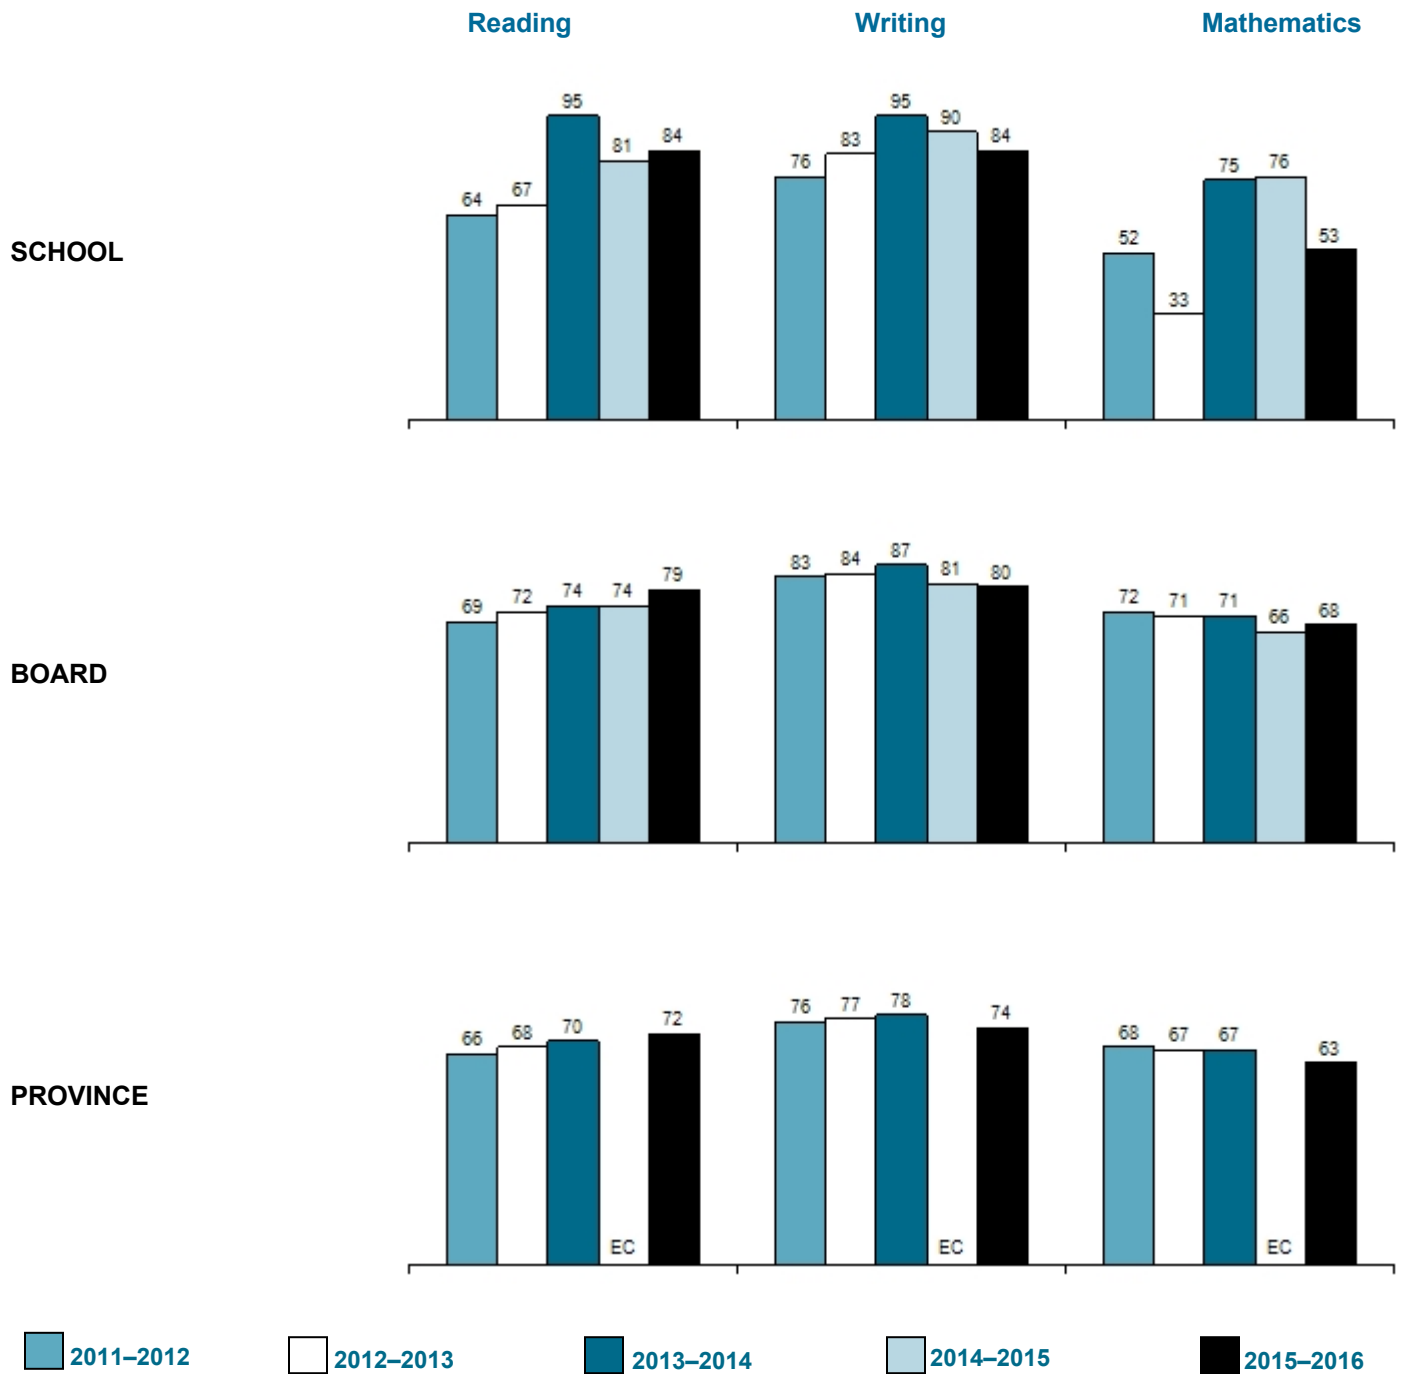 Reading Writing Mathematics
SCHOOL
64 67 95 81 84 76 83 95 90 84 52 33 75 76 53
BOARD
69 72 74 74 79 83 84 87 81 80 72 71 71 66 68
PROVINCE
66 68 70 EC 72 76 77 78 EC 74 68 67 67 EC 63
2011–2012 2012–2013 2013–2014 2014–2015 2015–2016